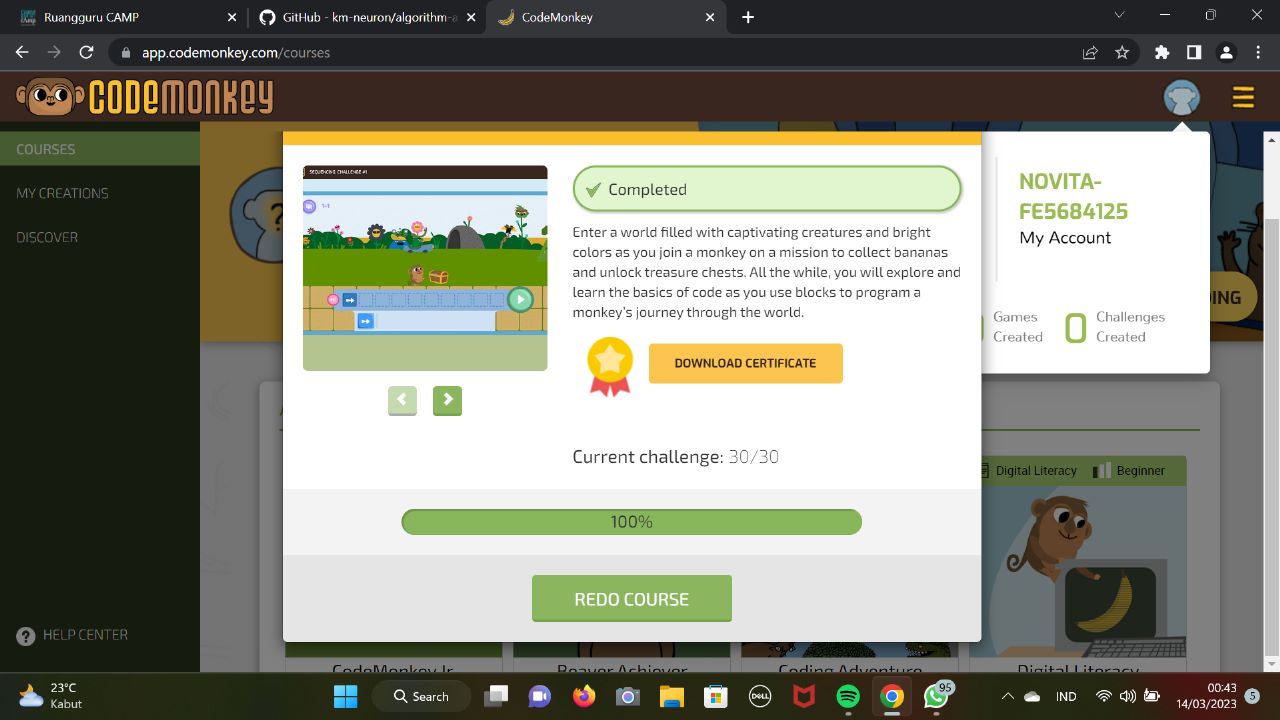 Ruangguru CAMP
GitHub - km-neuron/algorithm-a
CodeMonkey
app.codemonkey.com/courses
CODEMONKEY
COURSES
MY CREATIONS
DISCOVER
HELP CENTER
SEQUENCING CHALLENGE #1
1-1
Completed
Enter a world filled with captivating creatures and bright
colors as you join a monkey on a mission to collect bananas
and unlock treasure chests. All the while, you will explore and
learn the basics of code as you use blocks to program a
monkey's journey through the world.
DOWNLOAD CERTIFICATE
Current challenge: 30/30
100%
REDO COURSE
NOVITA-
FE5684125
My Account
Games
Created
0 Challenges
Created
Digital Literacy
Beginner
CodeMonkey Jr.
Beaver Achiever
Coding Adventure
Digital Literacy
23°C
Kabut
Search
DELL
95
IND
00:43
14/03/2023
5